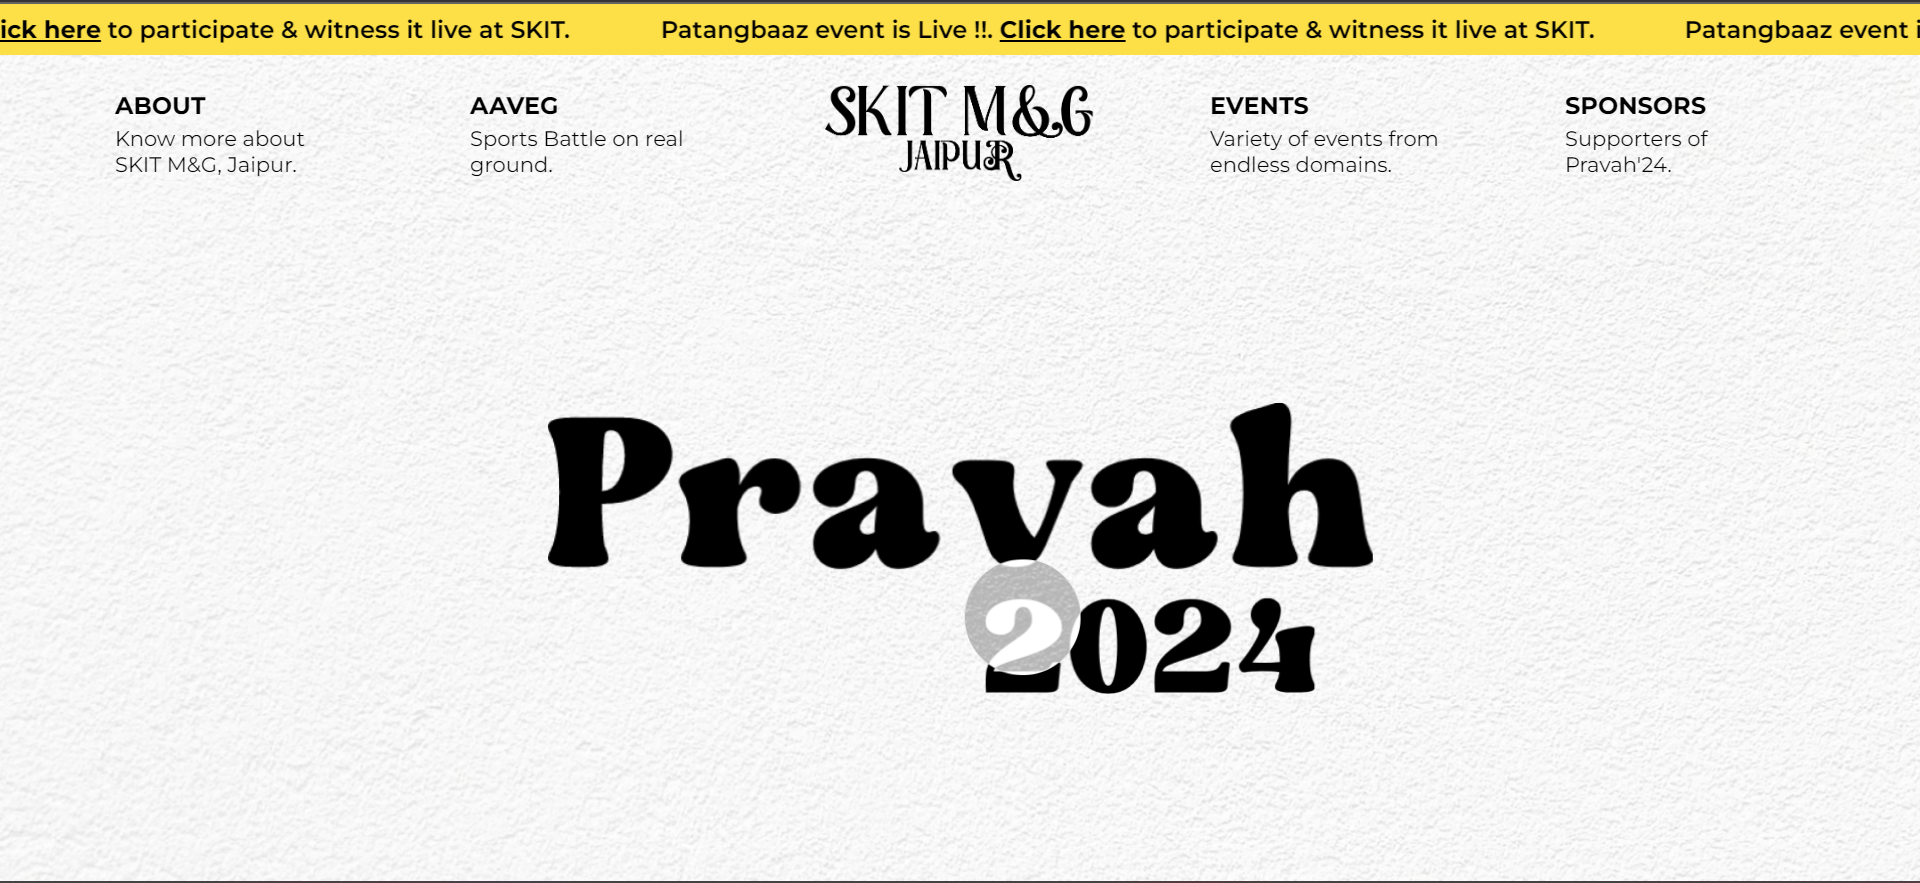 ick here to participate & witness it live at SKIT. Patangbaaz event is Live !!. Click here to participate & witness it live at SKIT. Patangbaaz event i
ABOUT
Know more about
SKIT M&G, Jaipur.
AAVEG
Sports Battle on real
ground.
SKIT M&G
JAIPUR
EVENTS
Variety of events from
endless domains.
SPONSORS
Supporters of
Pravah'24.
Pravah
2024